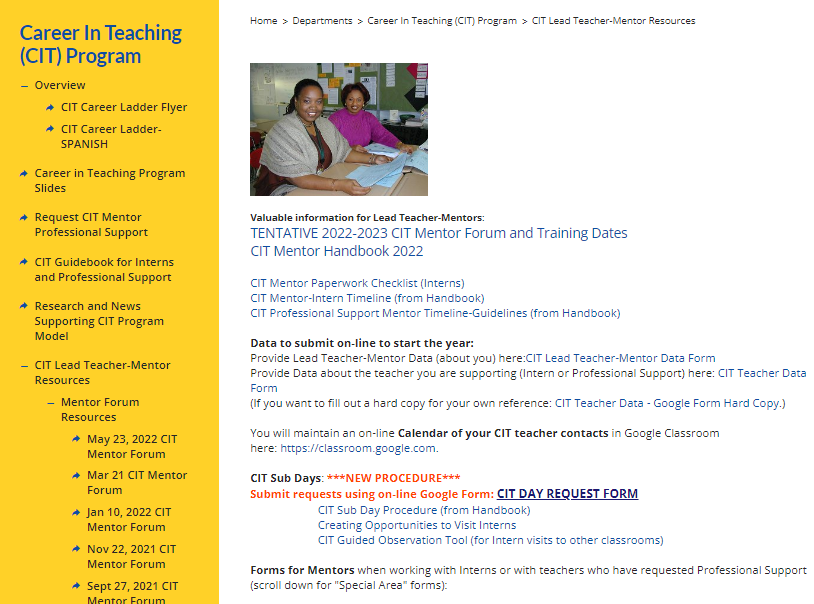 Career In Teaching
(CIT) Program
Overview
CIT Career Ladder Flyer
CIT Career Ladder-
SPANISH
Career in Teaching Program
Slides
Request CIT Mentor
Professional Support
CIT Guidebook for Interns
and Professional Support
Research and News
Supporting CIT Program
Model
CIT Lead Teacher-Mentor
Resources
Mentor Forum
Resources
May 23, 2022 CIT
Mentor Forum
Mar 21 CIT Mentor
Forum
Jan 10, 2022 CIT
Mentor Forum
Nov 22, 2021 CIT
Mentor Forum
Sept 27, 2021 CIT
Mentor Forum
Home > Departments > Career In Teaching (CIT) Program > CIT Lead Teacher-Mentor Resources
Valuable information for Lead Teacher-Mentors:
TENTATIVE 2022-2023 CIT Mentor Forum and Training Dates
CIT Mentor Handbook 2022
CIT Mentor Paperwork Checklist (Interns)
CIT Mentor-Intern Timeline (from Handbook)
CIT Professional Support Mentor Timeline-Guidelines (from Handbook)
Data to submit on-line to start the year:
Provide Lead Teacher-Mentor Data (about you) here:CIT Lead Teacher-Mentor Data Form
Provide Data about the teacher you are supporting (Intern or Professional Support) here: CIT Teacher Data
Form
(If you want to fill out a hard copy for your own reference: CIT Teacher Data - Google Form Hard Copy.)
You will maintain an on-line Calendar of your CIT teacher contacts in Google Classroom
here: https://classroom.google.com.
CIT Sub Days: ***NEW PROCEDURE***
Submit requests using on-line Google Form: CIT DAY REQUEST FORM
CIT Sub Day Procedure (from Handbook)
Creating Opportunities to Visit Interns
CIT Guided Observation Tool (for Intern visits to other classrooms)
Forms for Mentors when working with Interns or with teachers who have requested Professional Support
(scroll down for "Special Area" forms):